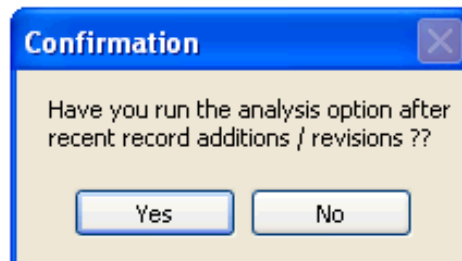 Confirmation
Have you run the analysis option after
recent record additions / revisions ??
Yes
No